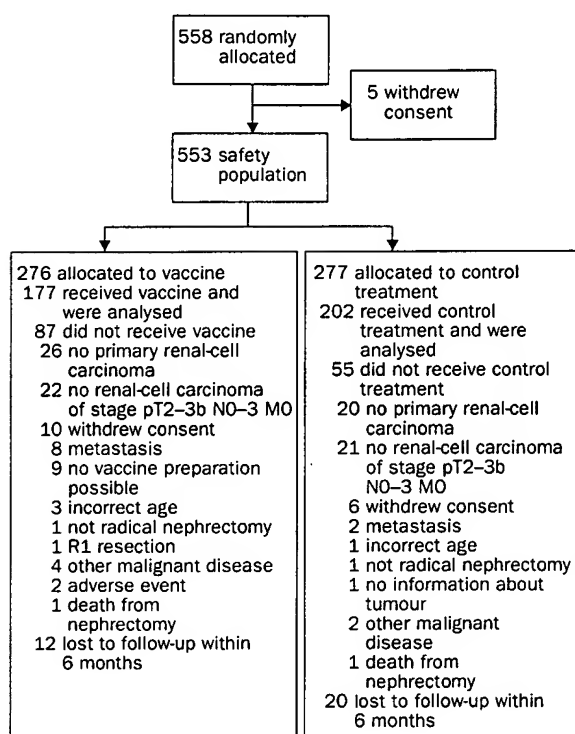 558 randomly
allocated
5 withdrew
consent
553 safety
population
276 allocated to vaccine
177 received vaccine and
were analysed
87 did not receive vaccine
26 no primary renal-cell
carcinoma
22 no renal-cell carcinoma
of stage pT2–3b N0–3 M0
10 withdrew consent
8 metastasis
9 no vaccine preparation
possible
3 incorrect age
1 not radical nephrectomy
1 R1 resection
4 other malignant disease
2 adverse event
1 death from
nephrectomy
12 lost to follow-up within
6 months
277 allocated to control
treatment
202 received control
treatment and were
analysed
55 did not receive control
treatment
20 no primary renal-cell
carcinoma
21 no renal-cell carcinoma
of stage pT2–3b
N0–3 M0
6 withdrew consent
2 metastasis
1 incorrect age
1 not radical nephrectomy
1 no information about
tumour
2 other malignant
disease
1 death from
nephrectomy
20 lost to follow-up within
6 months